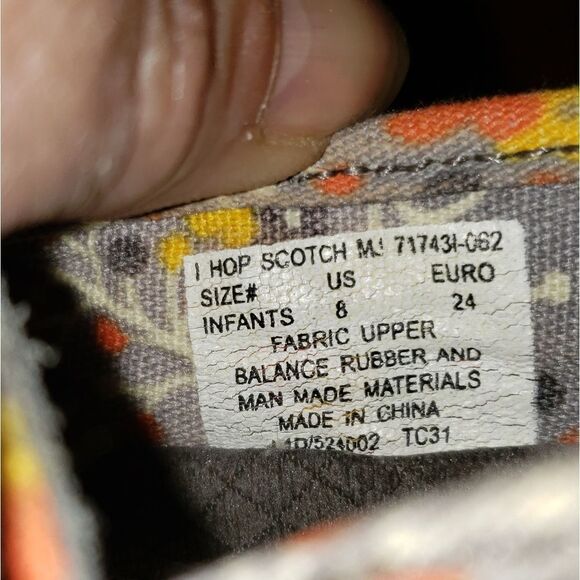 I HOP SCOTCH MJ 71743I-062
SIZE# US EURO
INFANTS 8 24
FABRIC UPPER
BALANCE RUBBER AND
MAN MADE MATERIALS
MADE IN CHINA
TC31